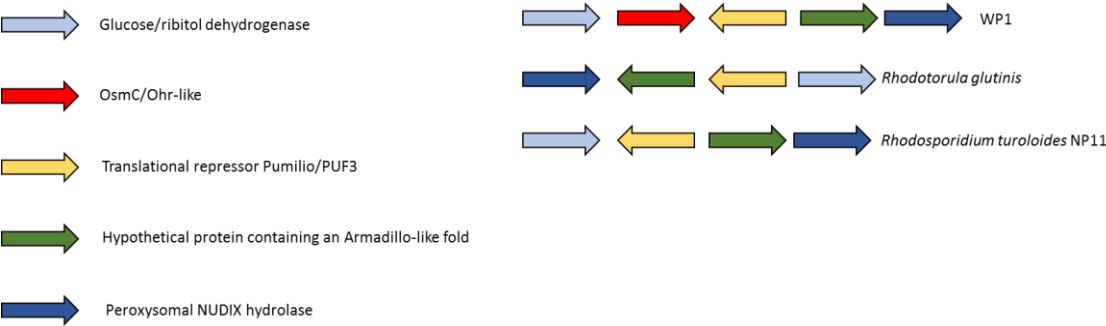 Glucose/ribitol dehydrogenase
OsmC/Ohr-like
Translational repressor Pumilio/PUF3
Hypothetical protein containing an Armadillo-like fold
Peroxysomal NUDIX hydrolase
WP1
Rhodotorula glutinis
Rhodosporidium turoloides NP11